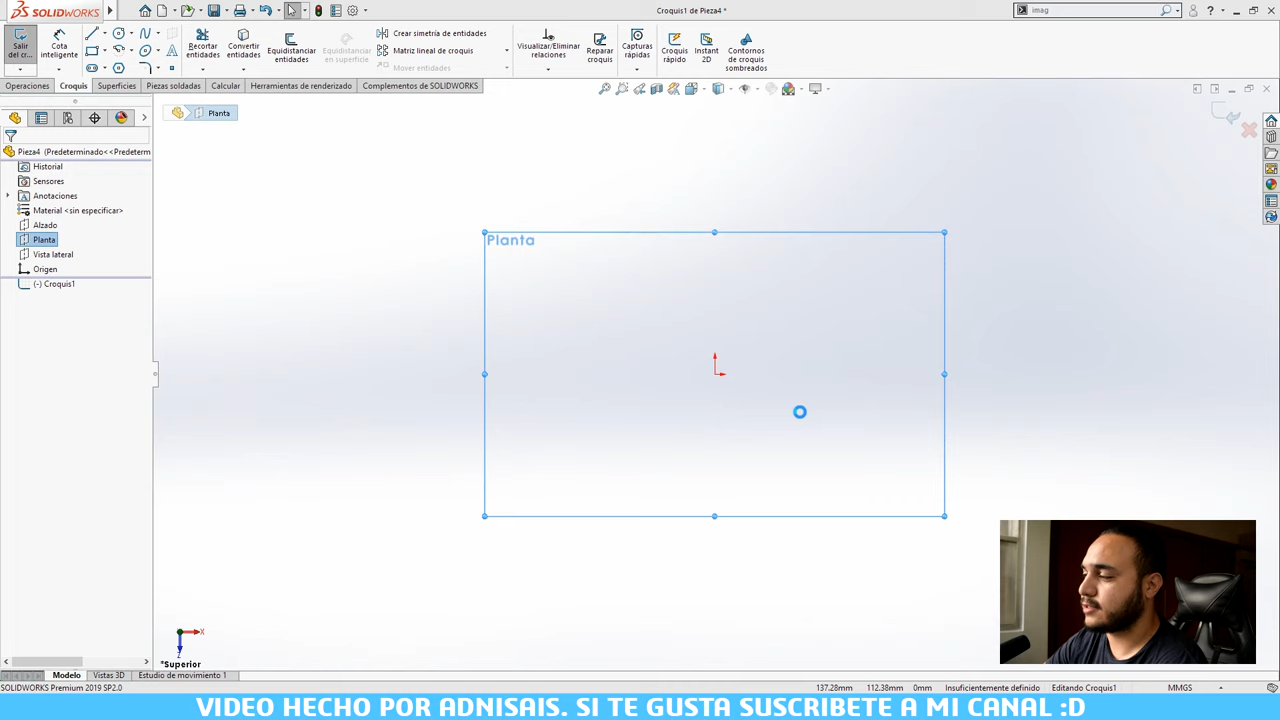 SOLIDWORKS
Croquis1 de Pieza4 *
imag
Salir del cr...
Cota inteligente
Recortar entidades
Convertir entidades
Equidistanciar entidades
Equidistanciar en superficie
Crear simetría de entidades
Matriz lineal de croquis
Mover entidades
Visualizar/Eliminar relaciones
Reparar croquis
Capturas rápidas
Croquis rápido
Instant 2D
Contornos de croquis sombreados
Operaciones
Croquis
Superficies
Piezas soldadas
Calcular
Herramientas de renderizado
Complementos de SOLIDWORKS
Planta
Pieza4 (Predeterminado<<Predeterm
Historial
Sensores
Anotaciones
Material <sin especificar>
Alzado
Planta
Vista lateral
Origen
(-) Croquis1
Planta
X
Z
*Superior
Modelo
Vistas 3D
Estudio de movimiento 1
SOLIDWORKS Premium 2019 SP2.0
137.28mm
112.38mm
0mm
Insuficientemente definido
Editando Croquis1
MMGS
VIDEO HECHO POR ADNISAIS. SI TE GUSTA SUSCRIBETE A MI CANAL :D